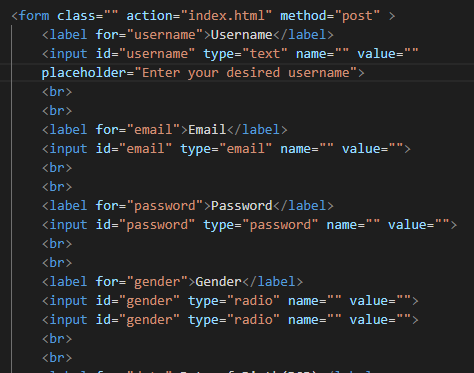 <form class="" action="index.html" method="post" >
<label for="username">Username</label>
<input id="username" type="text" name="" value=""
placeholder="Enter your desired username">
<br>
<br>
<label for="email">Email</label>
<input id="email" type="email" name="" value="">
<br>
<br>
<label for="password">Password</label>
<input id="password" type="password" name="" value="">
<br>
<br>
<label for="gender">Gender</label>
<input id="gender" type="radio" name="" value="">
<input id="gender" type="radio" name="" value="">
<br>
<br>